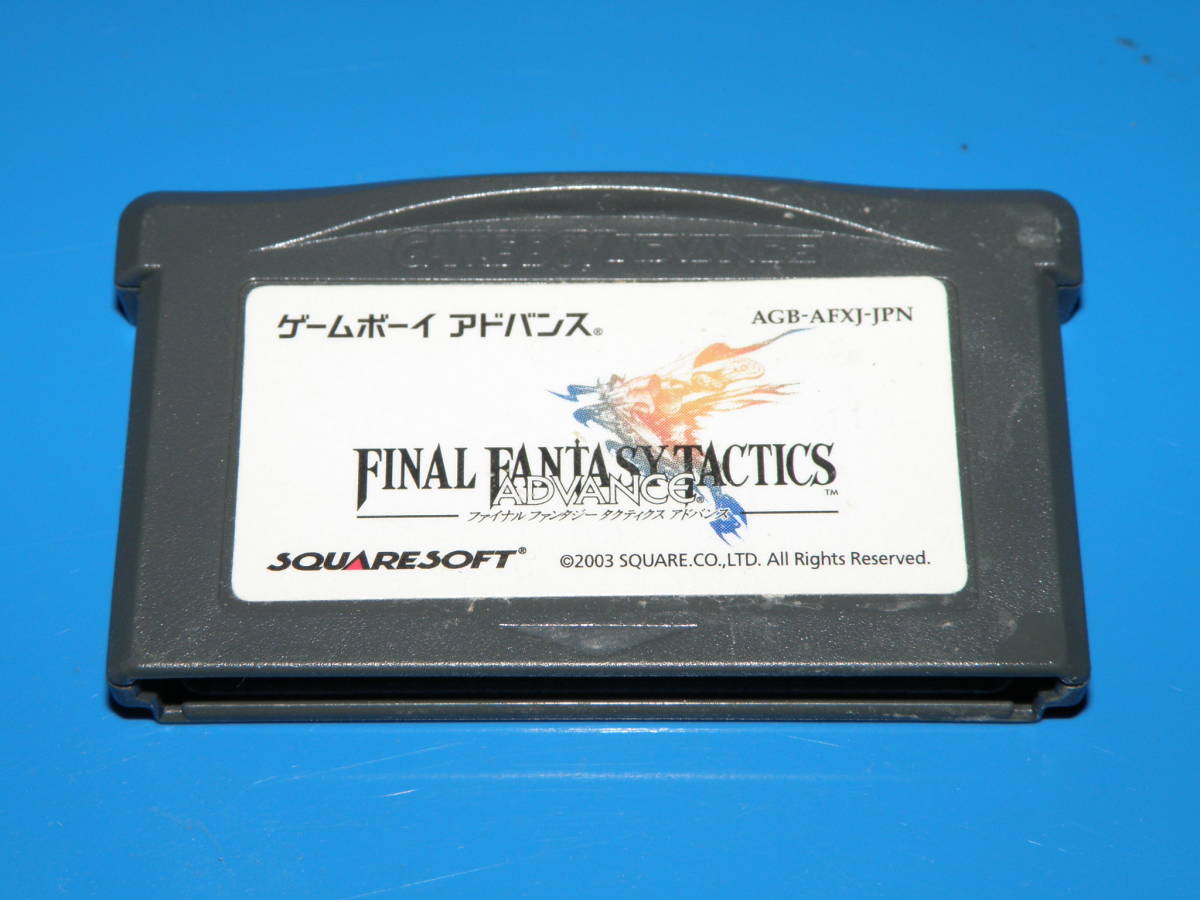 GAME BOY ADVANCE
ゲームボーイ アドバンス®
AGB-AFXJ-JPN
FINAL FANTASY TACTICS™
ADVANCE®
ファイナル ファンタジー タクティクス アドバンス
SQUARESOFT®
©2003 SQUARE.CO.,LTD. All Rights Reserved.